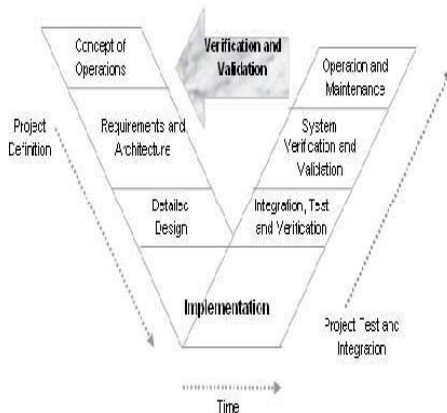 Concept of
Operations
Verification and
Validation
Operation and
Maintenance
Project
Definition
Requirements and
Architecture
System
Verification and
Validation
Detailed
Design
Integration, Test
and Verification
Implementation
Project Test and
Integration
Time